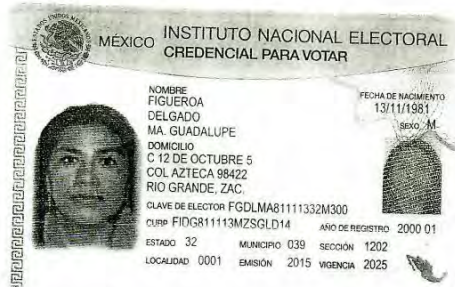 MÉXICO INSTITUTO NACIONAL ELECTORAL
CREDENCIAL PARA VOTAR
NOMBRE
FIGUEROA
DELGADO
MA. GUADALUPE
FECHA DE NACIMIENTO
13/11/1981
SEXO M
DOMICILIO
C 12 DE OCTUBRE 5
COL AZTECA 98422
RIO GRANDE, ZAC.
CLAVE DE ELECTOR FGDLMA81111332M300
CURP FIDG811113MZSGLD14 AÑO DE REGISTRO 2000 01
ESTADO 32 MUNICIPIO 039 SECCIÓN 1202
LOCALIDAD 0001 EMISIÓN 2015 VIGENCIA 2025